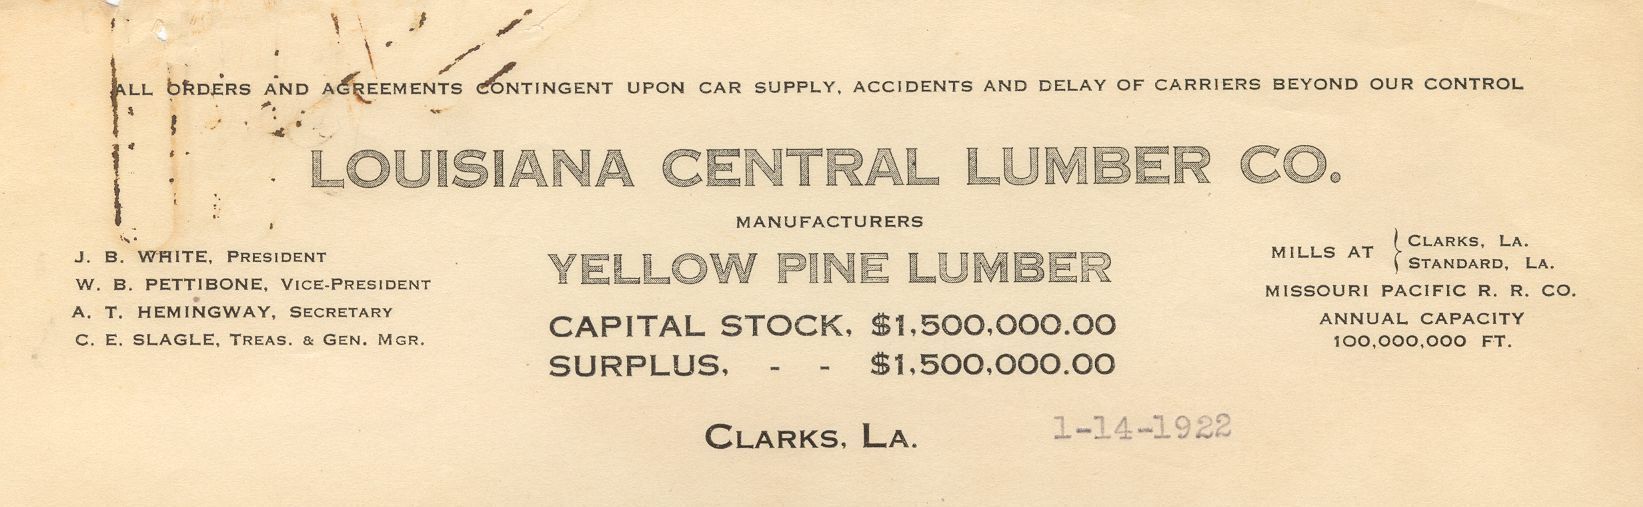 ALL ORDERS AND AGREEMENTS CONTINGENT UPON CAR SUPPLY, ACCIDENTS AND DELAY OF CARRIERS BEYOND OUR CONTROL
LOUISIANA CENTRAL LUMBER CO.
MANUFACTURERS
YELLOW PINE LUMBER
CAPITAL STOCK, $1,500,000.00
SURPLUS, - - $1,500,000.00
J. B. WHITE, PRESIDENT
W. B. PETTIBONE, VICE-PRESIDENT
A. T. HEMINGWAY, SECRETARY
C. E. SLAGLE, TREAS. & GEN. MGR.
MILLS AT { CLARKS, LA.
STANDARD, LA.
MISSOURI PACIFIC R. R. CO.
ANNUAL CAPACITY
100,000,000 FT.
CLARKS, LA. 1-14-1922